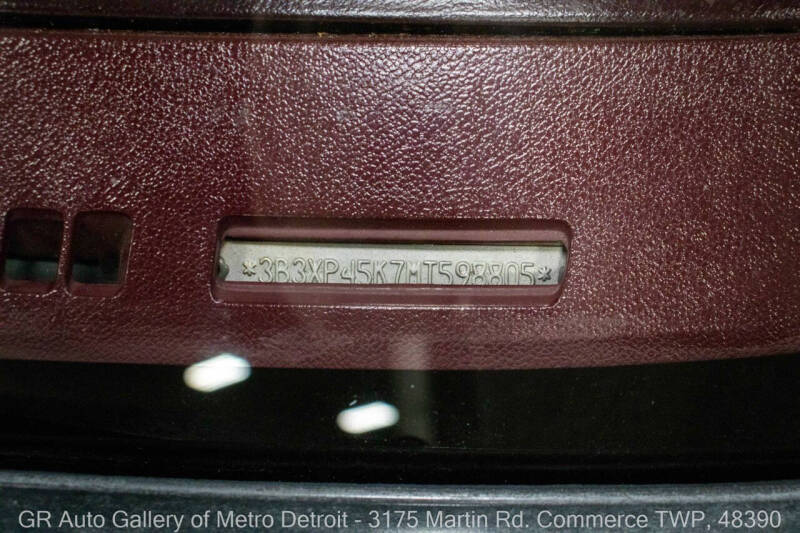 *3B3XP45K7MT598805*
GR Auto Gallery of Metro Detroit - 3175 Martin Rd. Commerce TWP, 48390